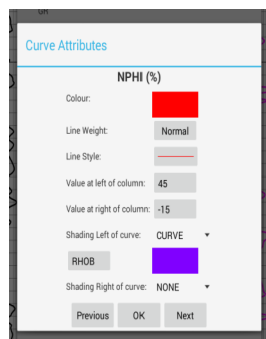 GR
Curve Attributes
NPHI (%)
Colour:
Line Weight: Normal
Line Style:
Value at left of column: 45
Value at right of column: -15
Shading Left of curve: CURVE
RHOB
Shading Right of curve: NONE
Previous OK Next